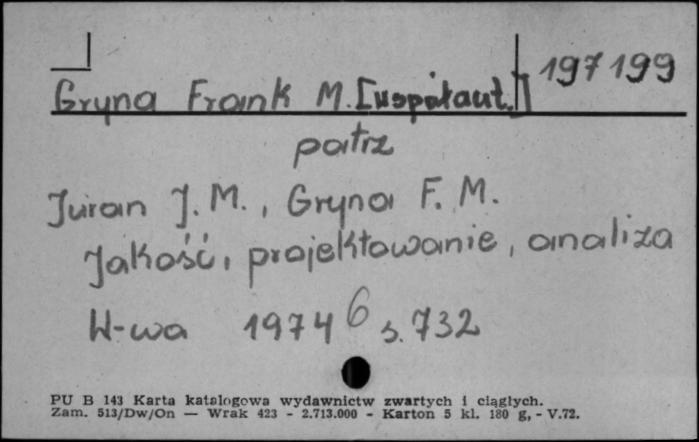 Gryna Frank M. [współaut.] 197199
patrz
Juran J. M., Gryna F. M.
Jakość, projektowanie, analiza
W-wa 1974 6 s. 732
PU B 143 Karta katalogowa wydawnictw zwartych i ciągłych.
Zam. 513/Dw/On — Wrak 423 - 2.713.000 - Karton 5 kl. 180 g, - V.72.